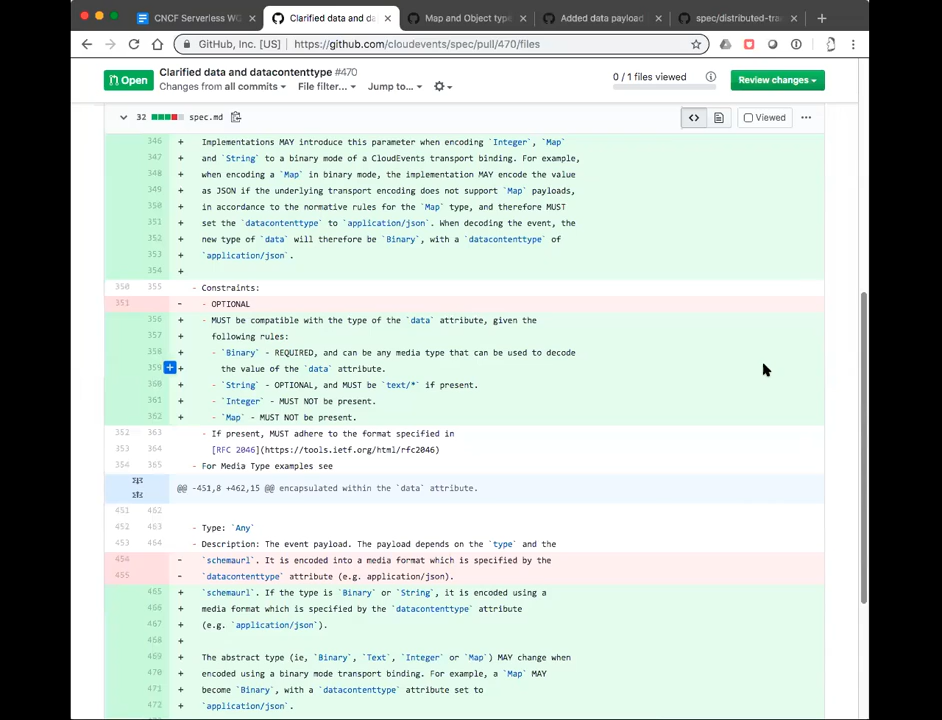 CNCF Serverless WG
Clarified data and da
Map and Object type
Added data payload
spec/distributed-tra
GitHub, Inc. [US] | https://github.com/cloudevents/spec/pull/470/files
Open
Clarified data and datacontenttype #470
Changes from all commits
File filter...
Jump to...
0 / 1 files viewed
Review changes
32
spec.md
Viewed
346 + Implementations MAY introduce this parameter when encoding `Integer`, `Map`
347 + and `String` to a binary mode of a CloudEvents transport binding. For example,
348 + when encoding a `Map` in binary mode, the implementation MAY encode the value
349 + as JSON if the underlying transport encoding does not support `Map` payloads,
350 + in accordance to the normative rules for the `Map` type, and therefore MUST
351 + set the `datacontenttype` to `application/json`. When decoding the event, the
352 + new type of `data` will therefore be `Binary`, with a `datacontenttype` of
353 + `application/json`.
354 +
350 355 - Constraints:
351 - - OPTIONAL
356 + - MUST be compatible with the type of the `data` attribute, given the
357 + following rules:
358 + - `Binary` - REQUIRED, and can be any media type that can be used to decode
359 + the value of the `data` attribute.
360 + - `String` - OPTIONAL, and MUST be `text/*` if present.
361 + - `Integer` - MUST NOT be present.
362 + - `Map` - MUST NOT be present.
352 363 - If present, MUST adhere to the format specified in
353 364 [RFC 2046](https://tools.ietf.org/html/rfc2046)
354 365 - For Media Type examples see
@@ -451,8 +462,15 @@ encapsulated within the `data` attribute.
451 462
452 463 - Type: `Any`
453 464 - Description: The event payload. The payload depends on the `type` and the
454 - `schemaurl`. It is encoded into a media format which is specified by the
455 - `datacontenttype` attribute (e.g. application/json).
465 + `schemaurl`. If the type is `Binary` or `String`, it is encoded using a
466 + media format which is specified by the `datacontenttype` attribute
467 + (e.g. `application/json`).
468 +
469 + The abstract type (ie, `Binary`, `Text`, `Integer` or `Map`) MAY change when
470 + encoded using a binary mode transport binding. For example, a `Map` MAY
471 + become `Binary`, with a `datacontenttype` attribute set to
472 + `application/json`.